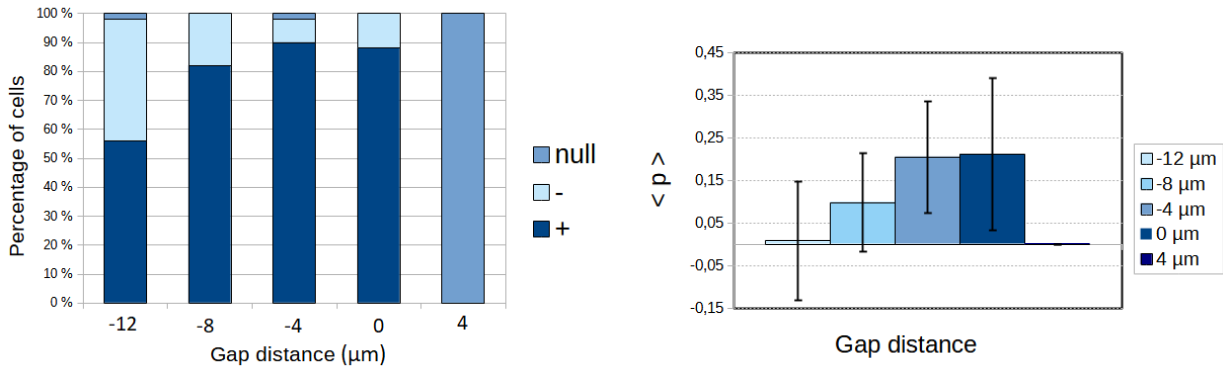 100 %
90 %
80 %
70 %
60 %
50 %
40 %
30 %
20 %
10 %
0 %
Percentage of cells
-12 -8 -4 0 4
Gap distance (µm)
null
-
+
0,45
0,35
0,25
0,15
0,05
-0,05
-0,15
< p >
Gap distance
-12 µm
-8 µm
-4 µm
0 µm
4 µm